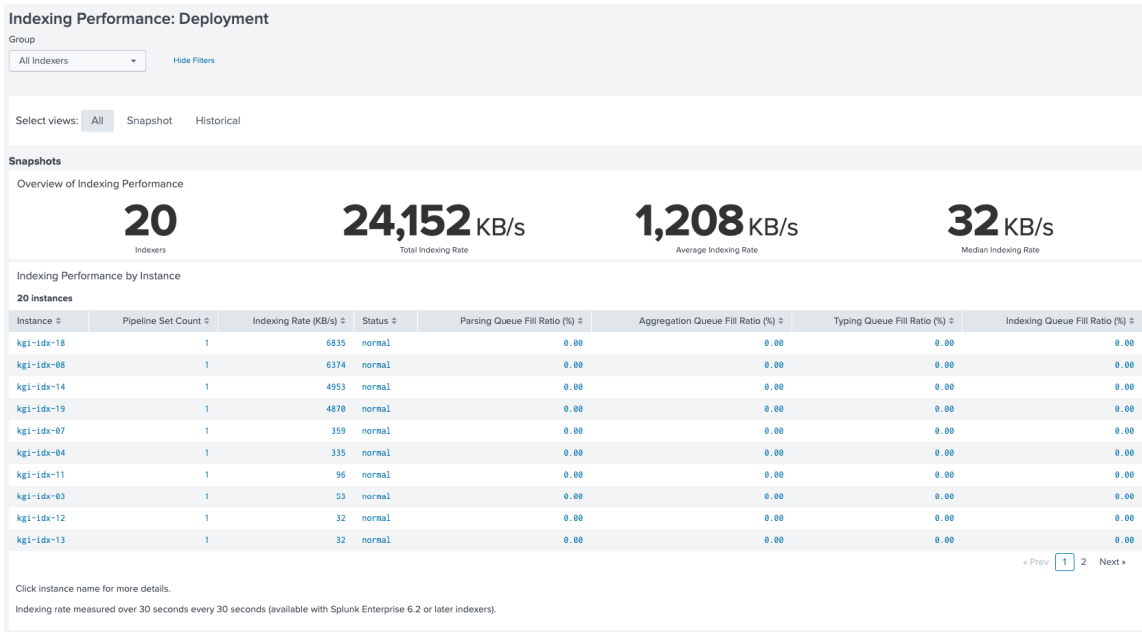 Indexing Performance: Deployment
Group
All Indexers Hide Filters
Select views: All Snapshot Historical
Snapshots
Overview of Indexing Performance
20 24,152 KB/s 1,208 KB/s 32 KB/s
Indexers Total Indexing Rate Average Indexing Rate Median Indexing Rate
Indexing Performance by Instance
20 instances
Instance Pipeline Set Count Indexing Rate (KB/s) Status Parsing Queue Fill Ratio (%) Aggregation Queue Fill Ratio (%) Typing Queue Fill Ratio (%) Indexing Queue Fill Ratio (%)
kgi-idx-18 1 6835 normal 0.00 0.00 0.00 0.00
kgi-idx-08 1 6374 normal 0.00 0.00 0.00 0.00
kgi-idx-14 1 4953 normal 0.00 0.00 0.00 0.00
kgi-idx-19 1 4870 normal 0.00 0.00 0.00 0.00
kgi-idx-07 1 359 normal 0.00 0.00 0.00 0.00
kgi-idx-04 1 335 normal 0.00 0.00 0.00 0.00
kgi-idx-11 1 96 normal 0.00 0.00 0.00 0.00
kgi-idx-03 1 53 normal 0.00 0.00 0.00 0.00
kgi-idx-12 1 32 normal 0.00 0.00 0.00 0.00
kgi-idx-13 1 32 normal 0.00 0.00 0.00 0.00
« Prev 1 2 Next »
Click instance name for more details.
Indexing rate measured over 30 seconds every 30 seconds (available with Splunk Enterprise 6.2 or later indexers).